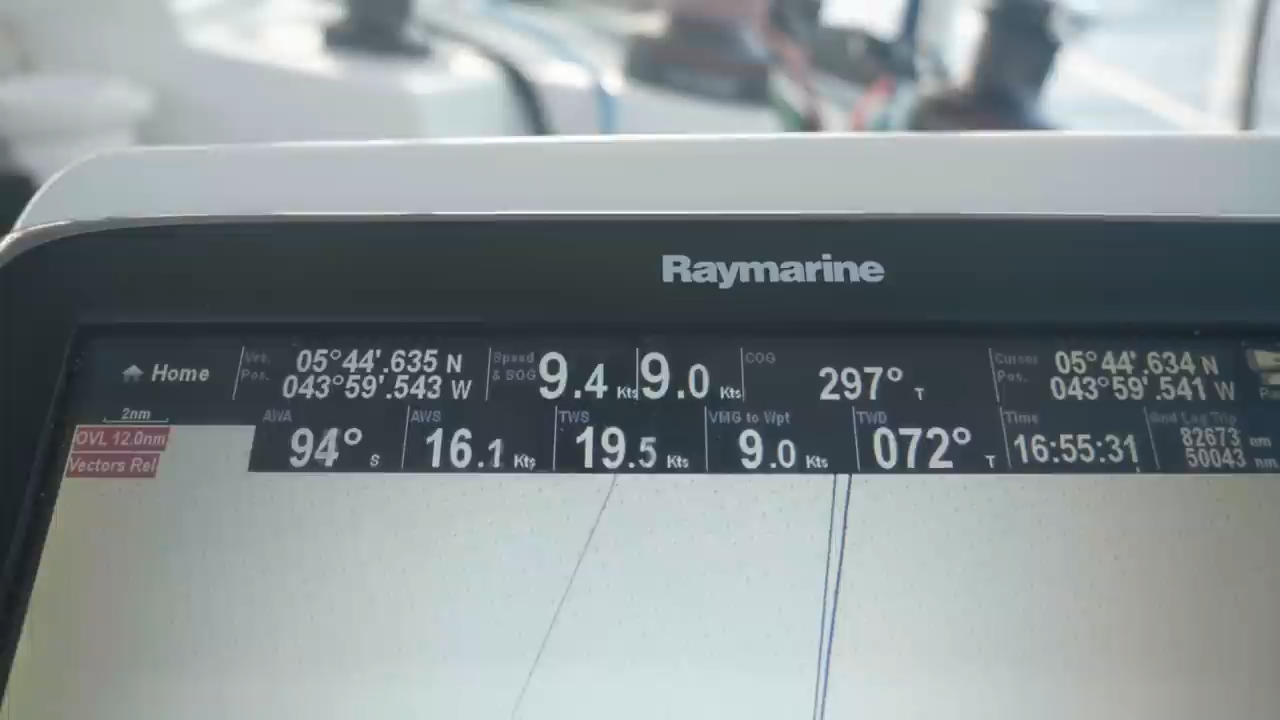 Raymarine
Home
Ves. Pos.
05°44'.635 N
043°59'.543 W
Speed & SOG
9.4 Kts 9.0 Kts
COG
297° T
Cursor Pos.
05°44'.634 N
043°59'.541 W
2nm
OVL 12.0nm
Vectors Rel
AWA
94° S
AWS
16.1 Kts
TWS
19.5 Kts
VMG to Wpt
9.0 Kts
TWD
072° T
Time
16:55:31
Gnd Log Trip
82673 nm
50043 nm